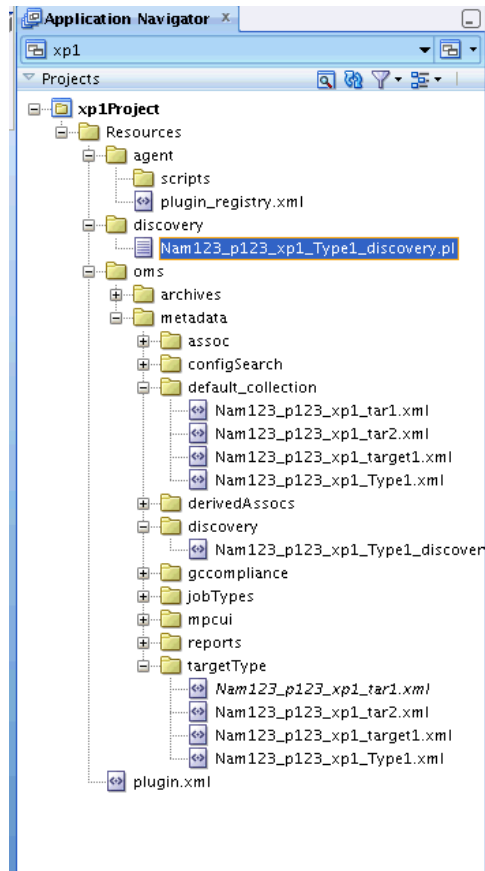 Application Navigator
xp1
Projects
xp1Project
Resources
agent
scripts
plugin_registry.xml
discovery
Nam123_p123_xp1_Type1_discovery.pl
oms
archives
metadata
assoc
configSearch
default_collection
Nam123_p123_xp1_tar1.xml
Nam123_p123_xp1_tar2.xml
Nam123_p123_xp1_target1.xml
Nam123_p123_xp1_Type1.xml
derivedAssocs
discovery
Nam123_p123_xp1_Type1_discover
gccompliance
jobTypes
mpcui
reports
targetType
Nam123_p123_xp1_tar1.xml
Nam123_p123_xp1_tar2.xml
Nam123_p123_xp1_target1.xml
Nam123_p123_xp1_Type1.xml
plugin.xml